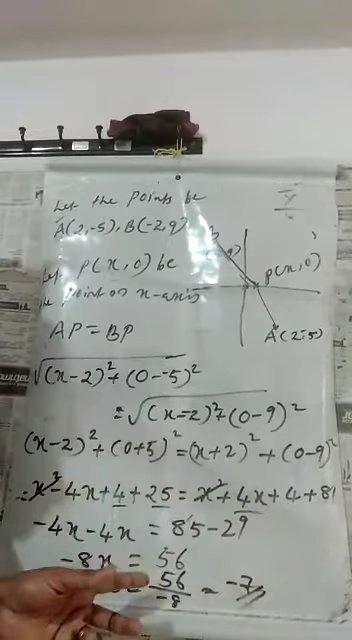 Let the points be
A(2,-5), B(-2,9)
P(x,0) be
the point on x-axis
P(x,0)
A(2-5)
AP = BP
√(x-2)²+(0--5)²
= √(x-2)²+(0-9)²
(x-2)²+(0+5)² = (x+2)²+(0-9)²
= x²-4x+4+25 = x²+4x+4+81
-4x-4x = 85-29
-8x = 56
56/-8 = -7